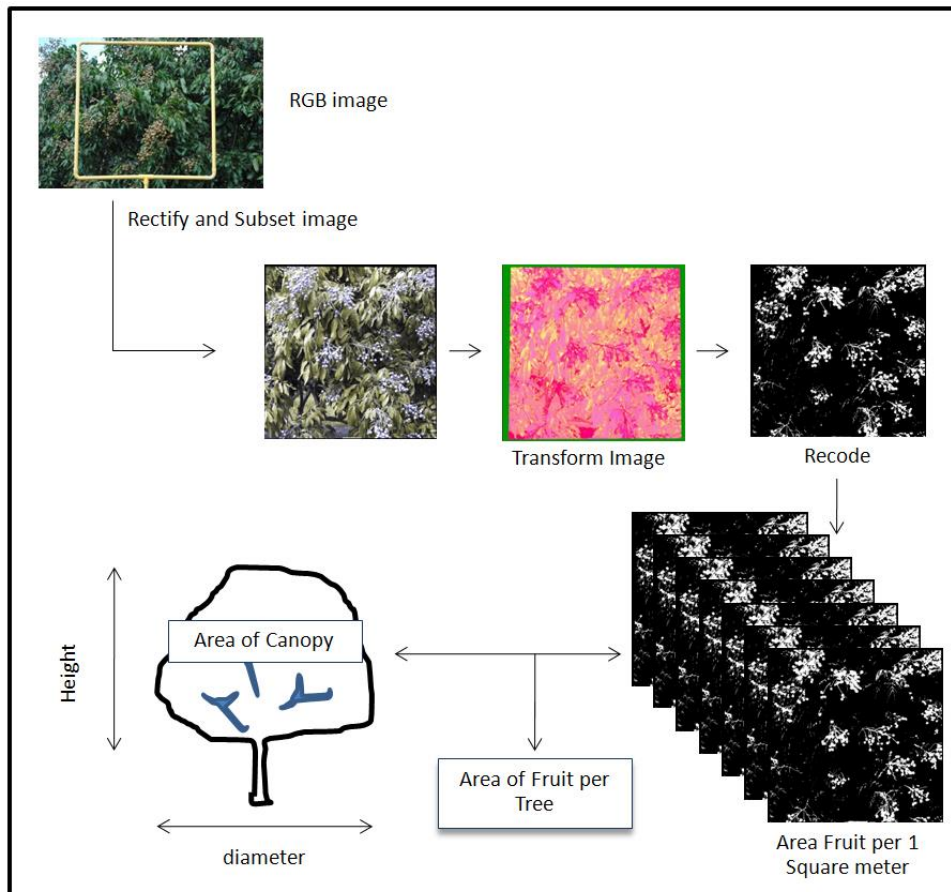 RGB image
Rectify and Subset image
Transform Image
Recode
Area of Canopy
Height
Area of Fruit per
Tree
diameter
Area Fruit per 1
Square meter